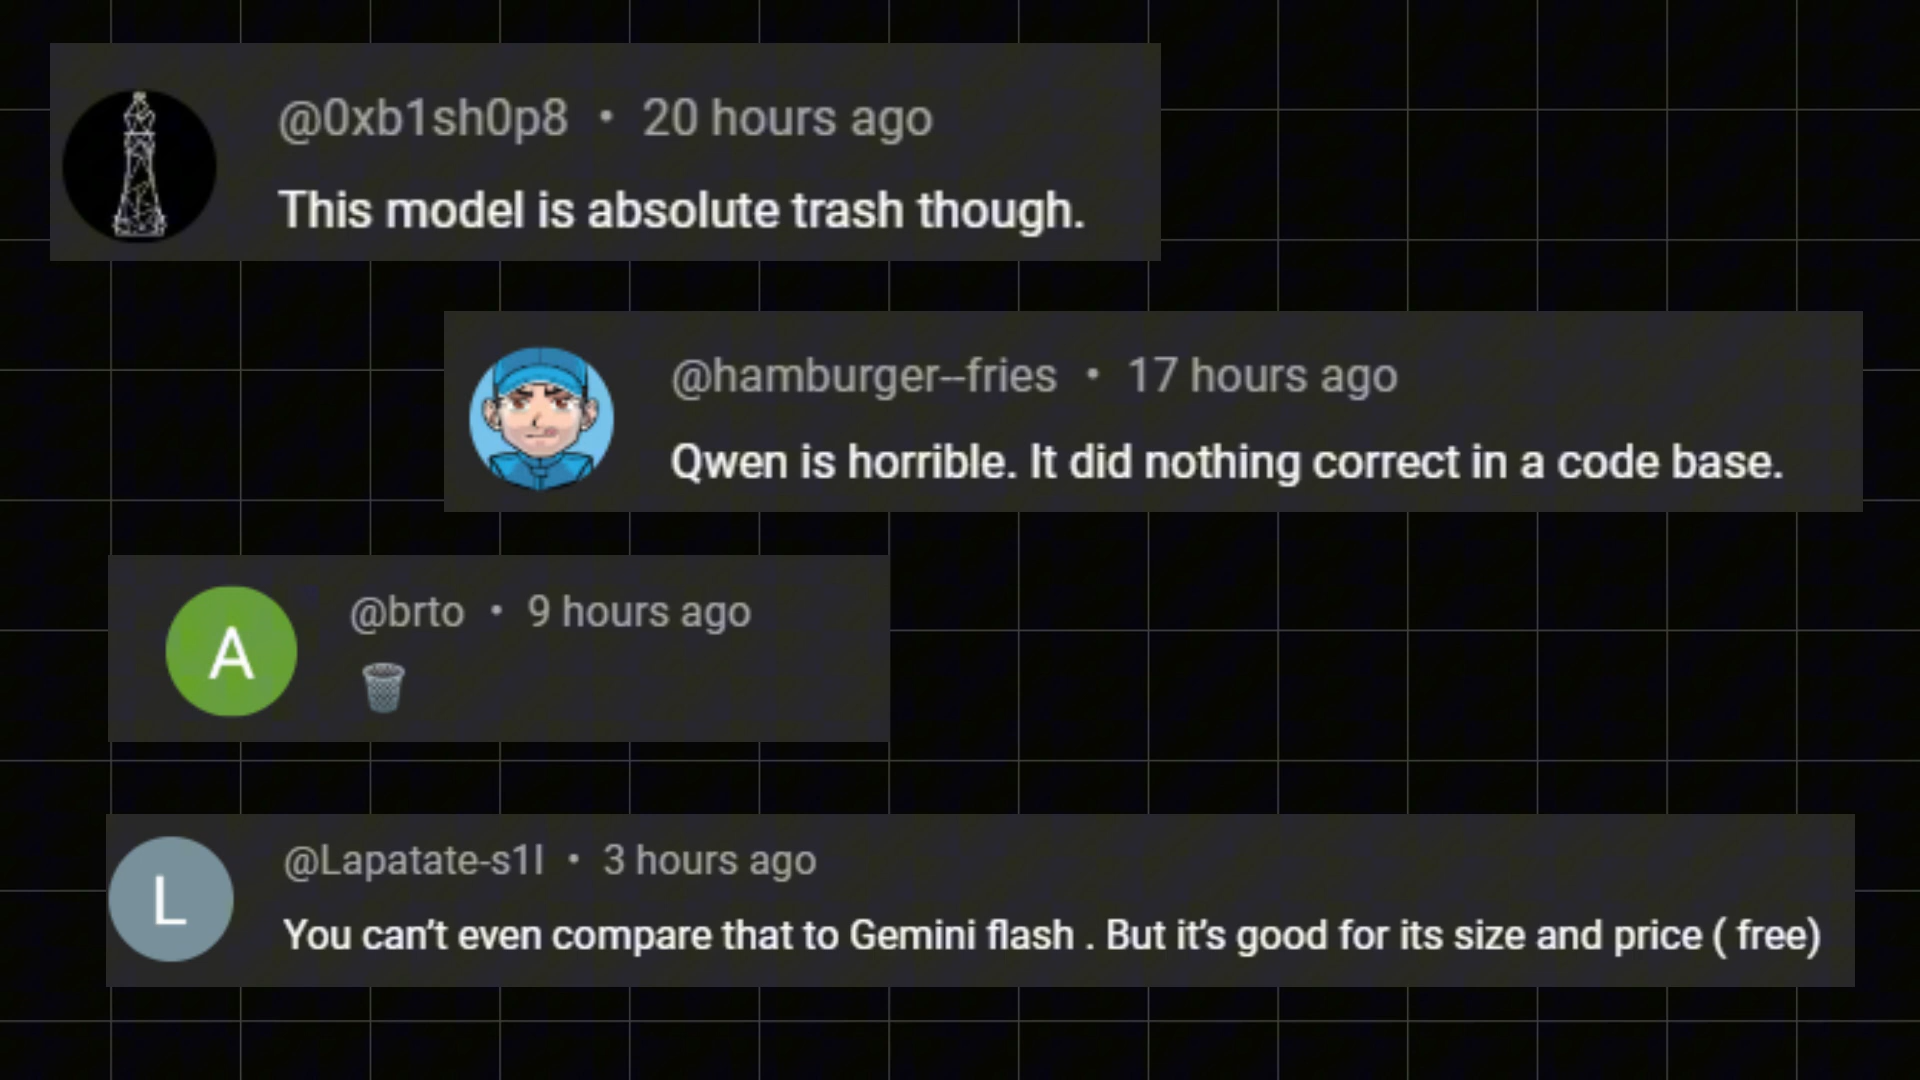 @0xb1sh0p8 • 20 hours ago
This model is absolute trash though.
@hamburger--fries • 17 hours ago
Qwen is horrible. It did nothing correct in a code base.
A
@brto • 9 hours ago
🗑️
L
@Lapatate-s1l • 3 hours ago
You can’t even compare that to Gemini flash . But it’s good for its size and price ( free)